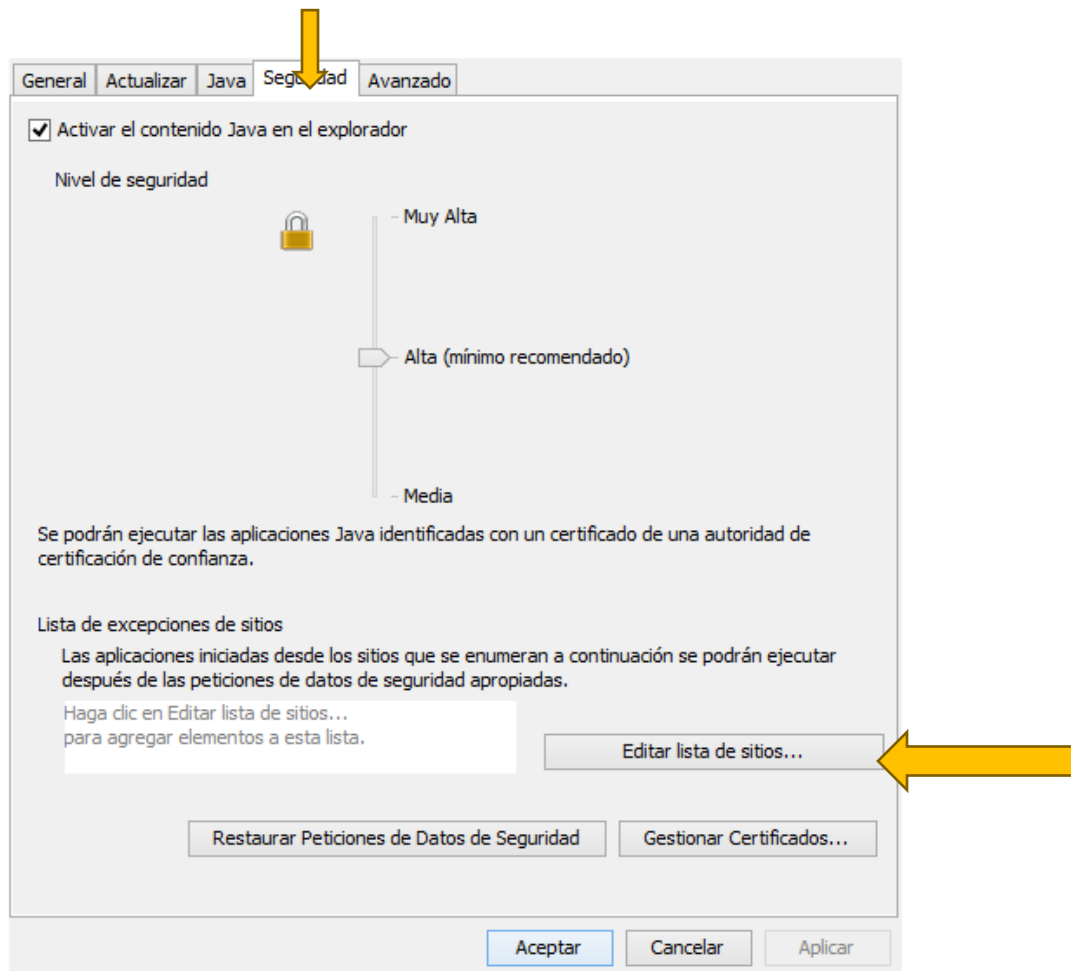 General Actualizar Java Seguridad Avanzado
Activar el contenido Java en el explorador
Nivel de seguridad
Muy Alta
Alta (mínimo recomendado)
Media
Se podrán ejecutar las aplicaciones Java identificadas con un certificado de una autoridad de
certificación de confianza.
Lista de excepciones de sitios
Las aplicaciones iniciadas desde los sitios que se enumeran a continuación se podrán ejecutar
después de las peticiones de datos de seguridad apropiadas.
Haga clic en Editar lista de sitios...
para agregar elementos a esta lista.
Editar lista de sitios...
Restaurar Peticiones de Datos de Seguridad Gestionar Certificados...
Aceptar Cancelar Aplicar